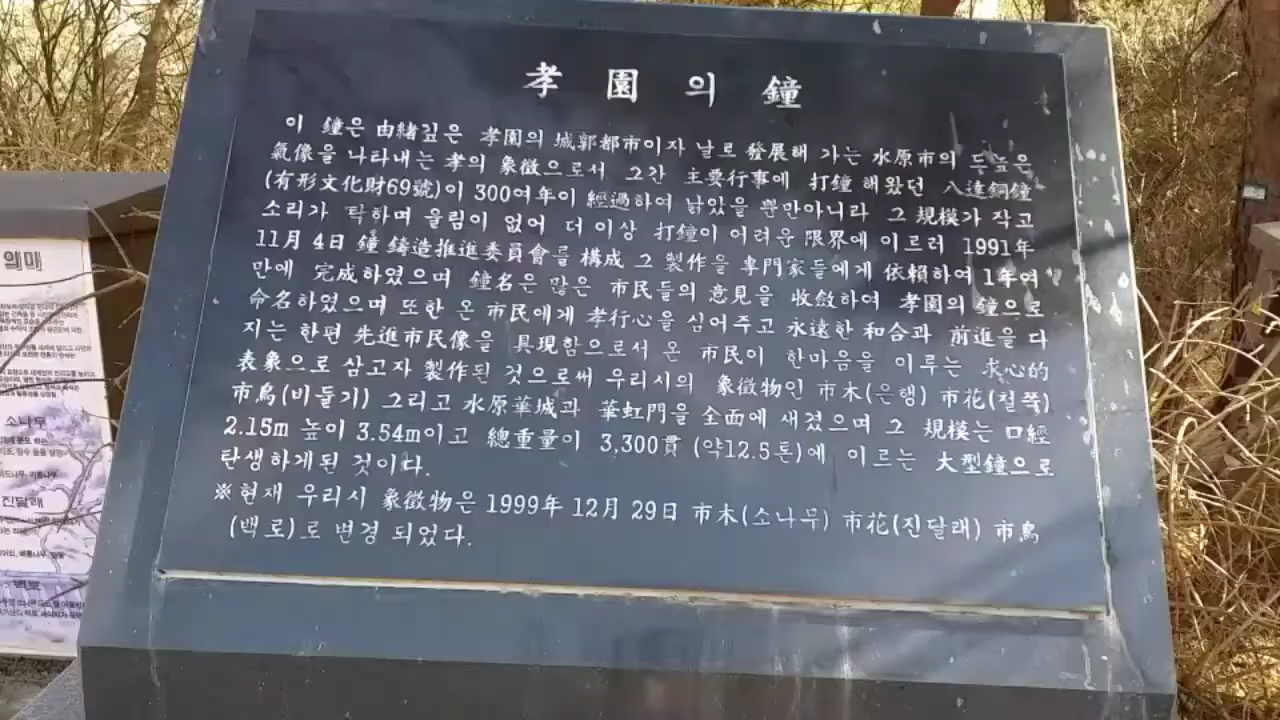 孝園의 鐘
이 鐘은 由緖깊은 孝園의 城郭都市이자 날로 發展해 가는 水原市의 드높은
氣像을 나타내는 孝의 象徵으로서 그간 主要行事에 打鐘 해왔던 八達銅鐘
(有形文化財69號)이 300여年이 經過하여 낡았을 뿐만아니라 그 規模가 작고
소리가 탁하며 울림이 없어 더 이상 打鐘이 어려운 限界에 이르러 1991年
11月 4日 鐘 鑄造推進委員會를 構成 그 製作을 專門家들에게 依賴하여 1年여
만에 完成하였으며 鐘名은 많은 市民들의 意見을 收斂하여 孝園의 鐘으로
命名하였으며 또한 온 市民에게 孝行心을 심어주고 永遠한 和合과 前進을 다
지는 한편 先進市民像을 具現함으로서 온 市民이 한마음을 이루는 求心的
表象으로 삼고자 製作된 것으로써 우리시의 象徵物인 市木(은행) 市花(철쭉)
市鳥(비둘기) 그리고 水原華城과 華虹門을 全面에 새겼으며 그 規模는 口經
2.15m 높이 3.54m이고 總重量이 3,300貫 (약12.5톤)에 이르는 大型鐘으로
탄생하게된 것이다.
※현재 우리시 象徵物은 1999年 12月 29日 市木(소나무) 市花(진달래) 市鳥
(백로)로 변경 되었다.
의미
소나무
진달래
백로